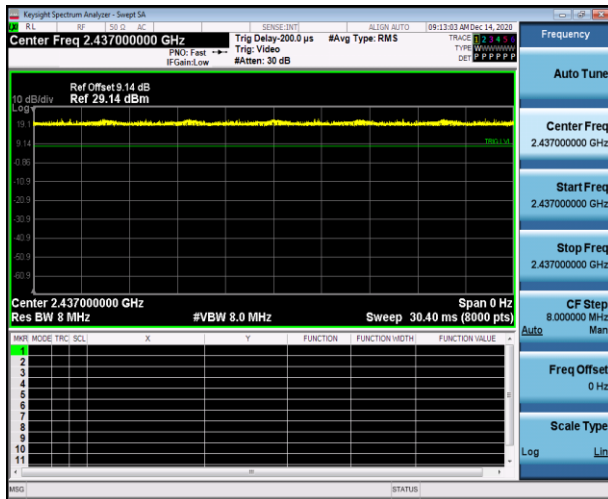 Keysight Spectrum Analyzer - Swept SA
RL RF 50 Ω AC SENSE:INT ALIGN AUTO 09:13:03 AM Dec 14, 2020
Center Freq 2.437000000 GHz
PNO: Fast
IFGain:Low
Trig Delay-200.0 µs
Trig: Video
#Atten: 30 dB
#Avg Type: RMS
TRACE 1 2 3 4 5 6
TYPE W W W W W W
DET P P P P P P
Ref Offset 9.14 dB
10 dB/div Ref 29.14 dBm
Log
19.1
9.14
TRIG LVL
-0.86
-10.9
-20.9
-30.9
-40.9
-50.9
-60.9
Center 2.437000000 GHz Span 0 Hz
Res BW 8 MHz #VBW 8.0 MHz Sweep 30.40 ms (8000 pts)
MKR MODE TRC SCL X Y FUNCTION FUNCTION WIDTH FUNCTION VALUE
1
2
3
4
5
6
7
8
9
10
11
MSG STATUS
Frequency
Auto Tune
Center Freq
2.437000000 GHz
Start Freq
2.437000000 GHz
Stop Freq
2.437000000 GHz
CF Step
8.000000 MHz
Auto Man
Freq Offset
0 Hz
Scale Type
Log Lin